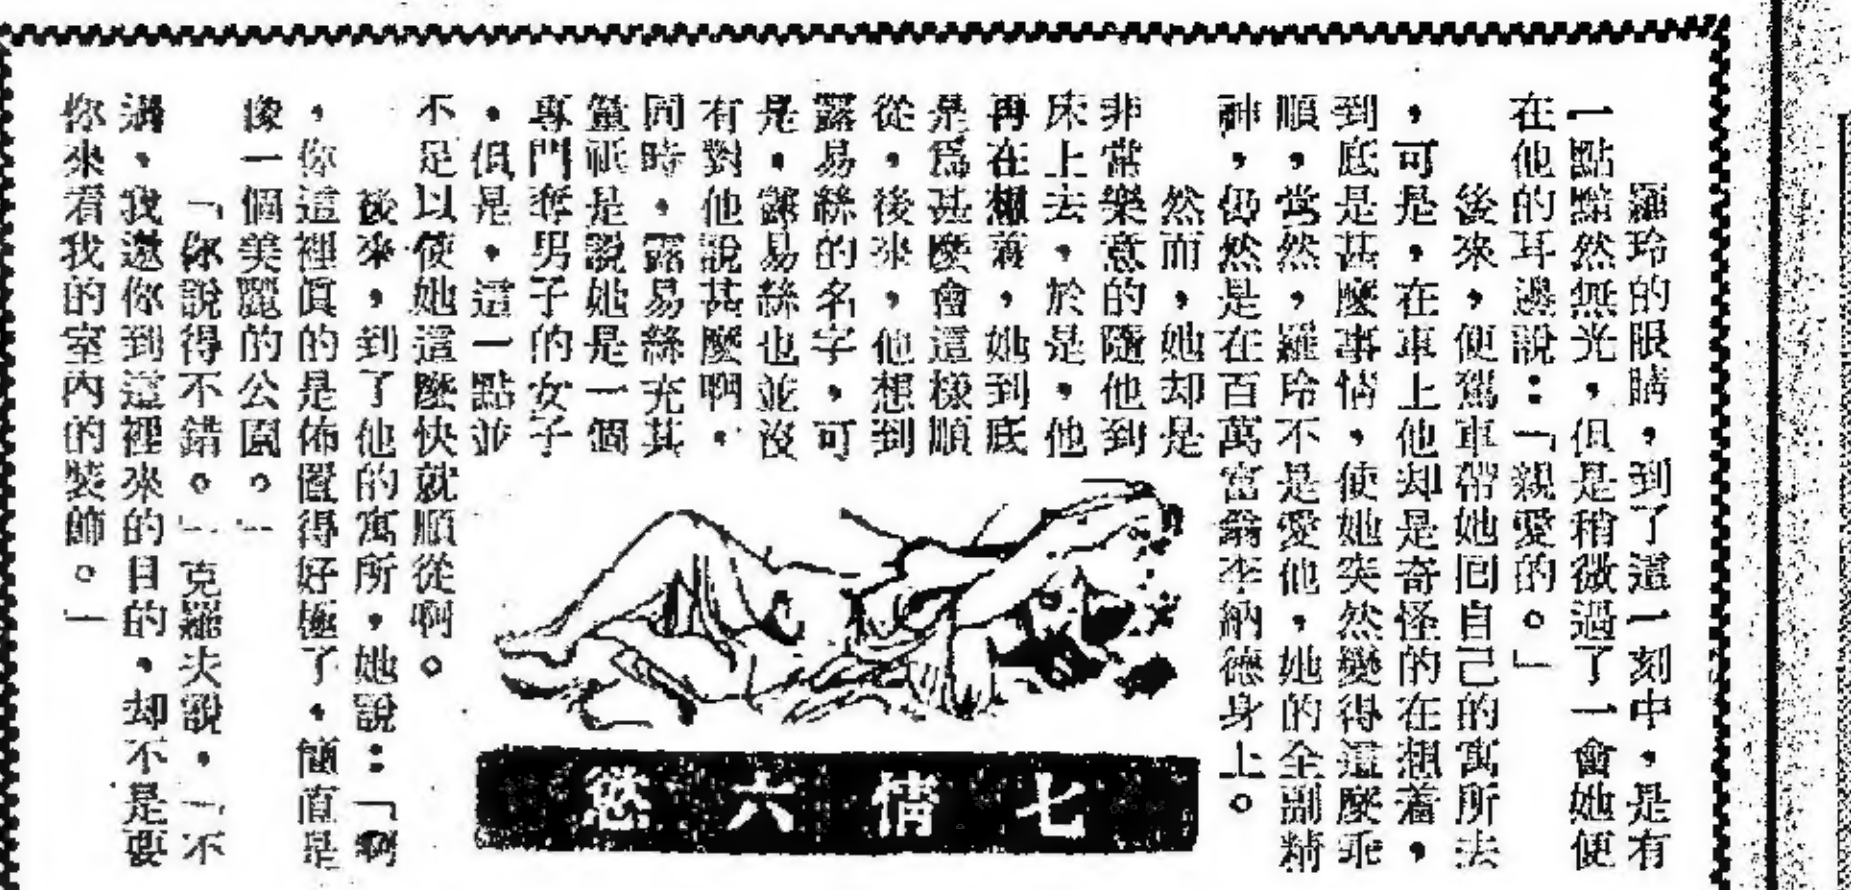 羅玲的眼睛，到了這一刻中，是有
一點黯然無光，但是稍微過了一會她便
在他的耳邊說：「親愛的。」
後來，便駕車帶她回自己的寓所去
，可是，在車上他却是奇怪的在想着，
到底是甚麼事情，使她突然變得這麼乖
順，當然，羅玲不是愛他，她的全副精
神，仍然是在百萬富翁李納德身上。
然而，她却是
非常樂意的隨他到
床上去，於是，他
再在想着，她到底
是爲甚麼會這樣順
從，後來，他想到
露易絲的名字，可
是，露易絲也並沒
有對他說甚麼啊，
同時，露易絲充其
量祇是說她是一個
專門奪男子的女子
，但是，這一點並
不足以使她這麼快就順從啊。
後來，到了他的寓所，她說：「啊
，你這裡眞的是佈置得好極了，簡直是
像一個美麗的公園。」
「你說得不錯。」克羅夫說，「不
過，我邀你到這裡來的目的，却不是要
你來看我的室內的裝飾。」
七情六慾